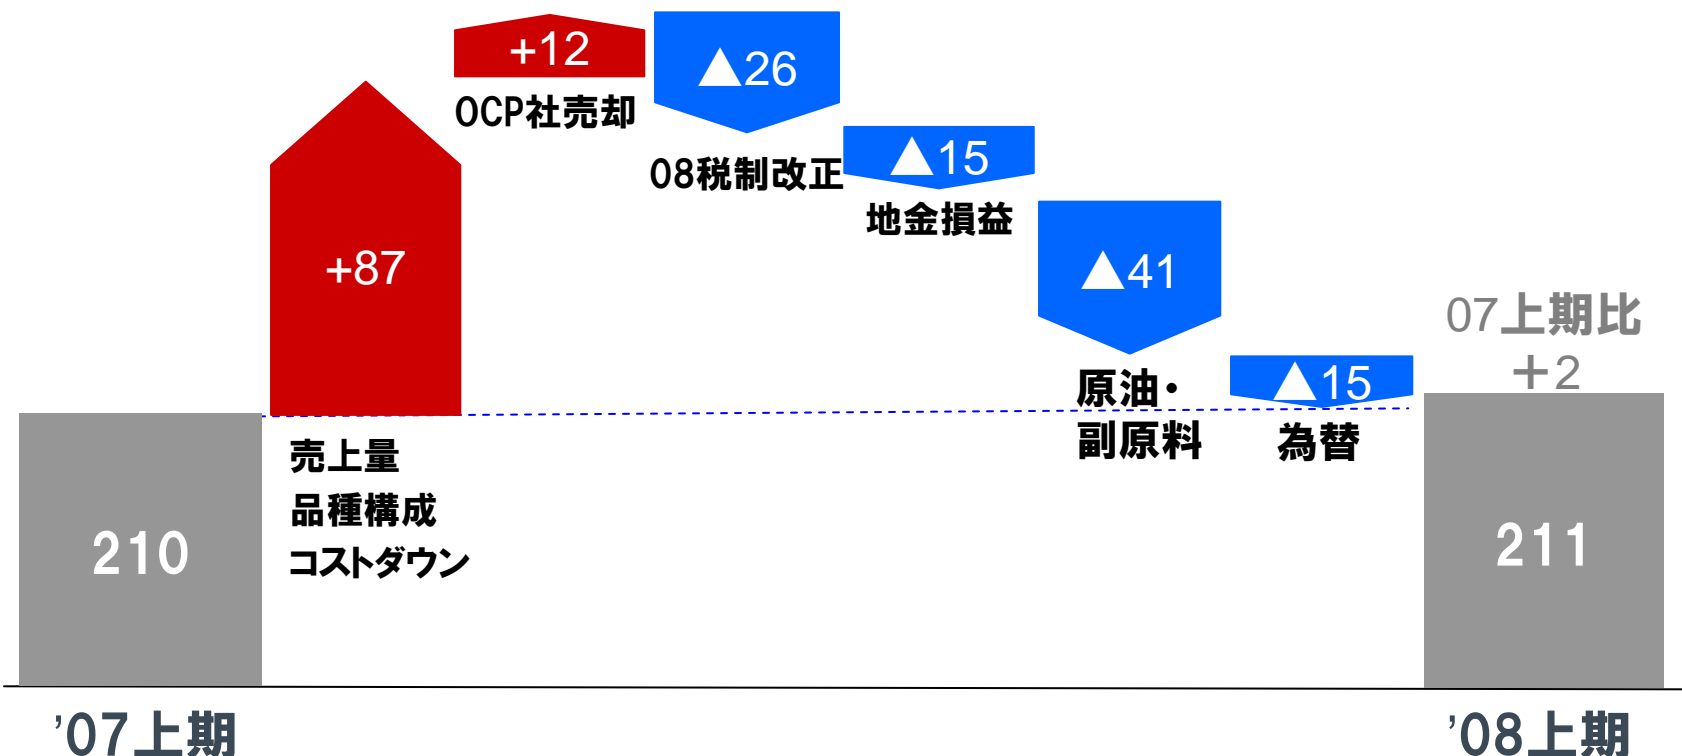 +12
▲26
OCP社売却
▲15
08税制改正
地金損益
+87
▲41
07上期比
+2
原油・
副原料
▲15
為替
売上量
品種構成
コストダウン
210
211
'07上期
'08上期